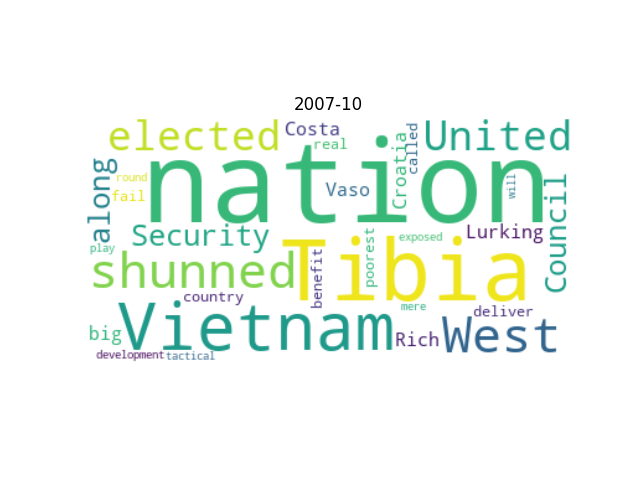 2007-10
elected
Costa
real
United
nation
Croatia
called
along
round
fail
Vaso
will
Council
Security
play
poorest
exposed
Lurking
shunned
Tibia
benefit
country
mere
deliver
Vietnam
big
Rich
West
development
tactical